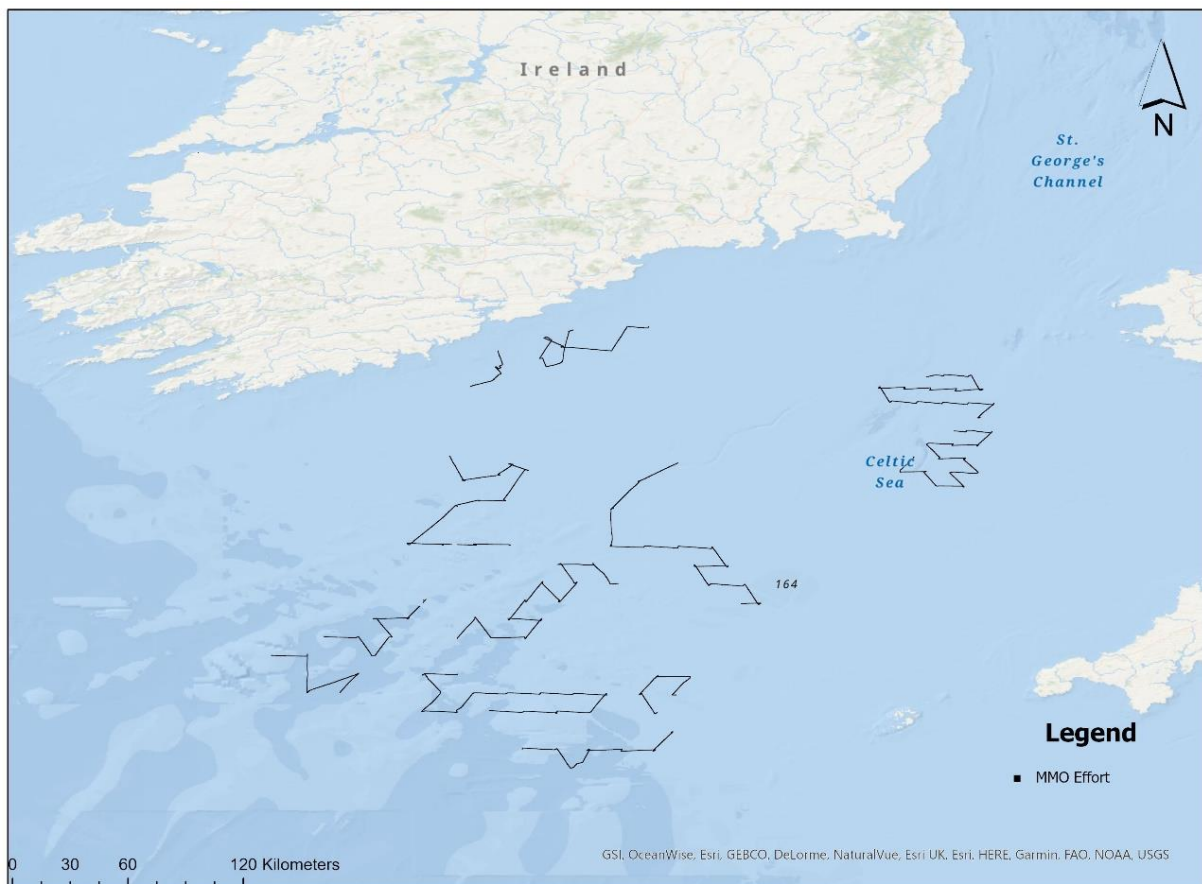 Ireland
N
St.
George's
Channel
Celtic
Sea
164
Legend
MMO Effort
0 30 60 120 Kilometers
GSI, OceanWise, Esri, GEBCO, DeLorme, NaturalVue, Esri UK, Esri, HERE, Garmin, FAO, NOAA, USGS